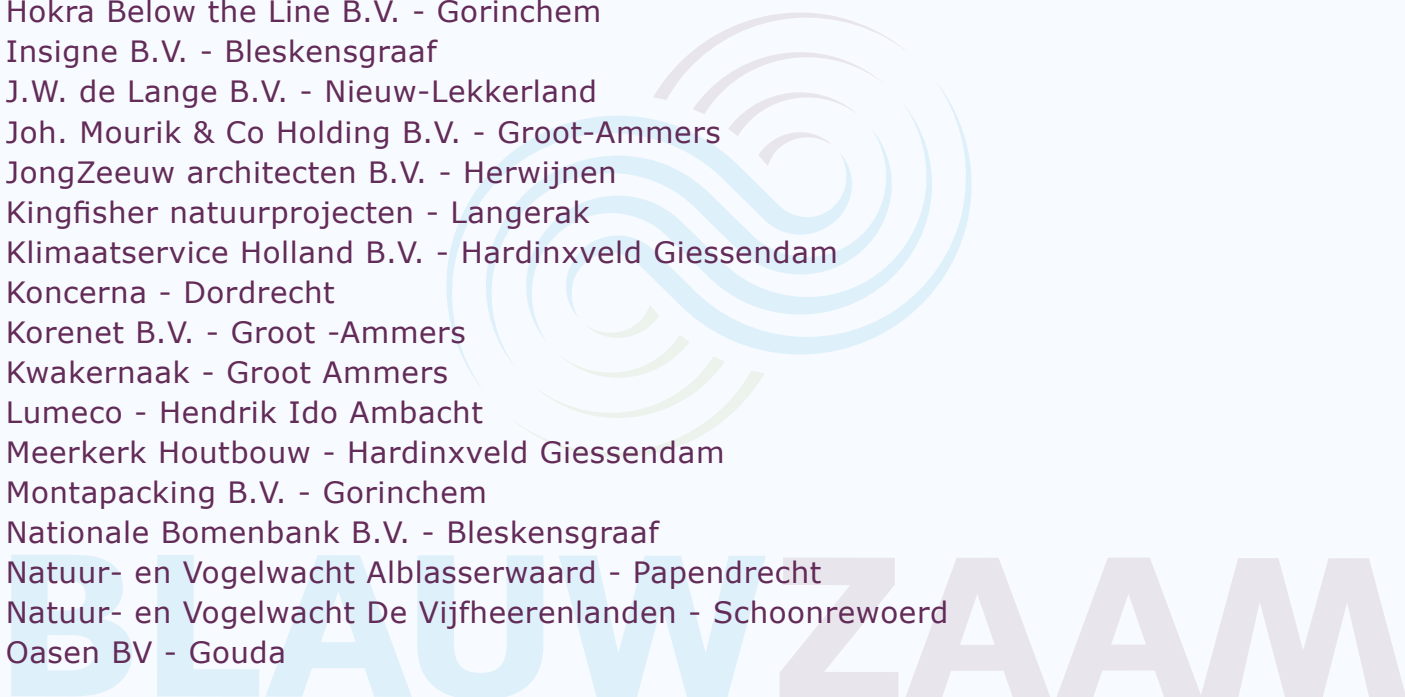 Hokra Below the Line B.V. - Gorinchem
Insigne B.V. - Bleskensgraaf
J.W. de Lange B.V. - Nieuw-Lekkerland
Joh. Mourik & Co Holding B.V. - Groot-Ammers
JongZeeuw architecten B.V. - Herwijnen
Kingfisher natuurprojecten - Langerak
Klimaatservice Holland B.V. - Hardinxveld Giessendam
Koncerna - Dordrecht
Korenet B.V. - Groot -Ammers
Kwakernaak - Groot Ammers
Lumeco - Hendrik Ido Ambacht
Meerkerk Houtbouw - Hardinxveld Giessendam
Montapacking B.V. - Gorinchem
Nationale Bomenbank B.V. - Bleskensgraaf
Natuur- en Vogelwacht Alblasserwaard - Papendrecht
Natuur- en Vogelwacht De Vijfheerenlanden - Schoonrewoerd
Oasen BV - Gouda
BLAUWZAAM